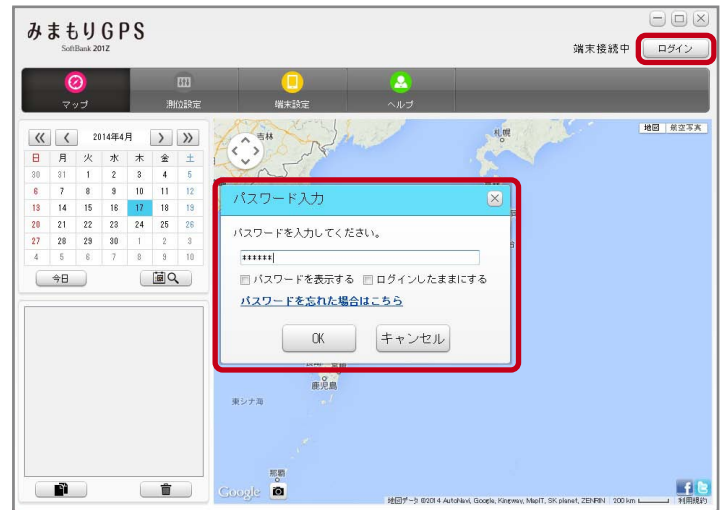 みまもりGPS
SoftBank 201Z
端末接続中 ログイン
マップ 測位設定 端末設定 ヘルプ
2014年4月
日 月 火 水 木 金 土
30 31 1 2 3 4 5
6 7 8 9 10 11 12
13 14 15 16 17 18 19
20 21 22 23 24 25 26
27 28 29 30 1 2 3
4 5 6 7 8 9 10
今日
吉林
札幌
地図 航空写真
パスワード入力
パスワードを入力してください。
******
パスワードを表示する ログインしたままにする
パスワードを忘れた場合はこちら
OK キャンセル
鹿児島
東シナ海
那覇
Google
地図データ ©2014 AutoNavi, Google, Kingway, MapIT, SK planet, ZENRIN 200 km 利用規約